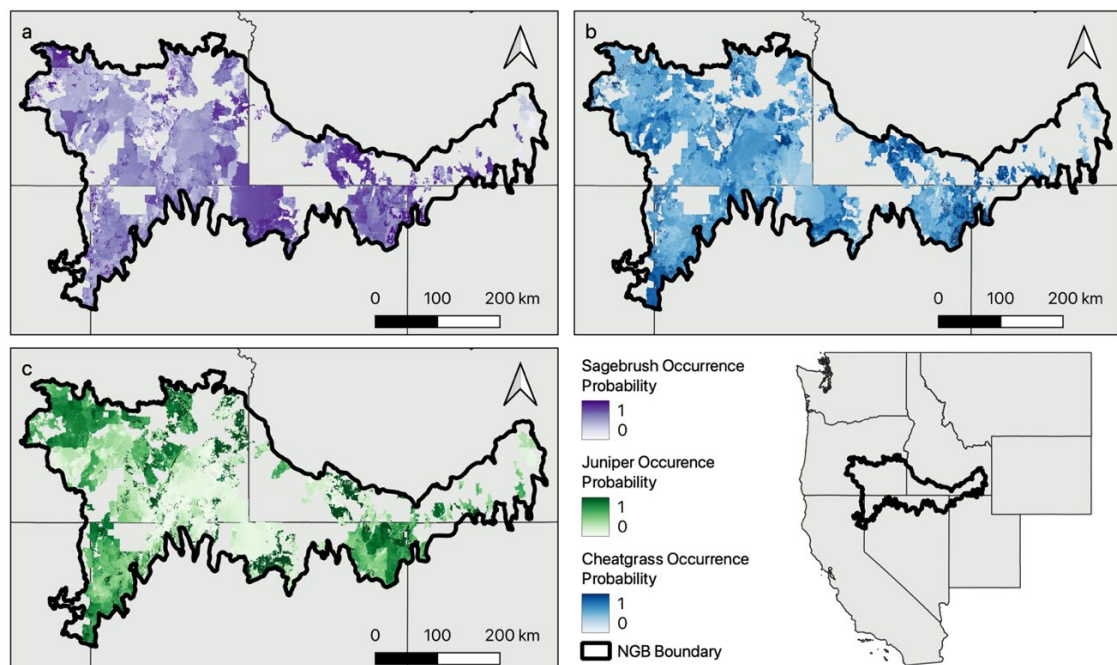 a
0 100 200 km
b
0 100 200 km
c
0 100 200 km
Sagebrush Occurrence
Probability
1
0
Juniper Occurence
Probability
1
0
Cheatgrass Occurrence
Probability
1
0
NGB Boundary